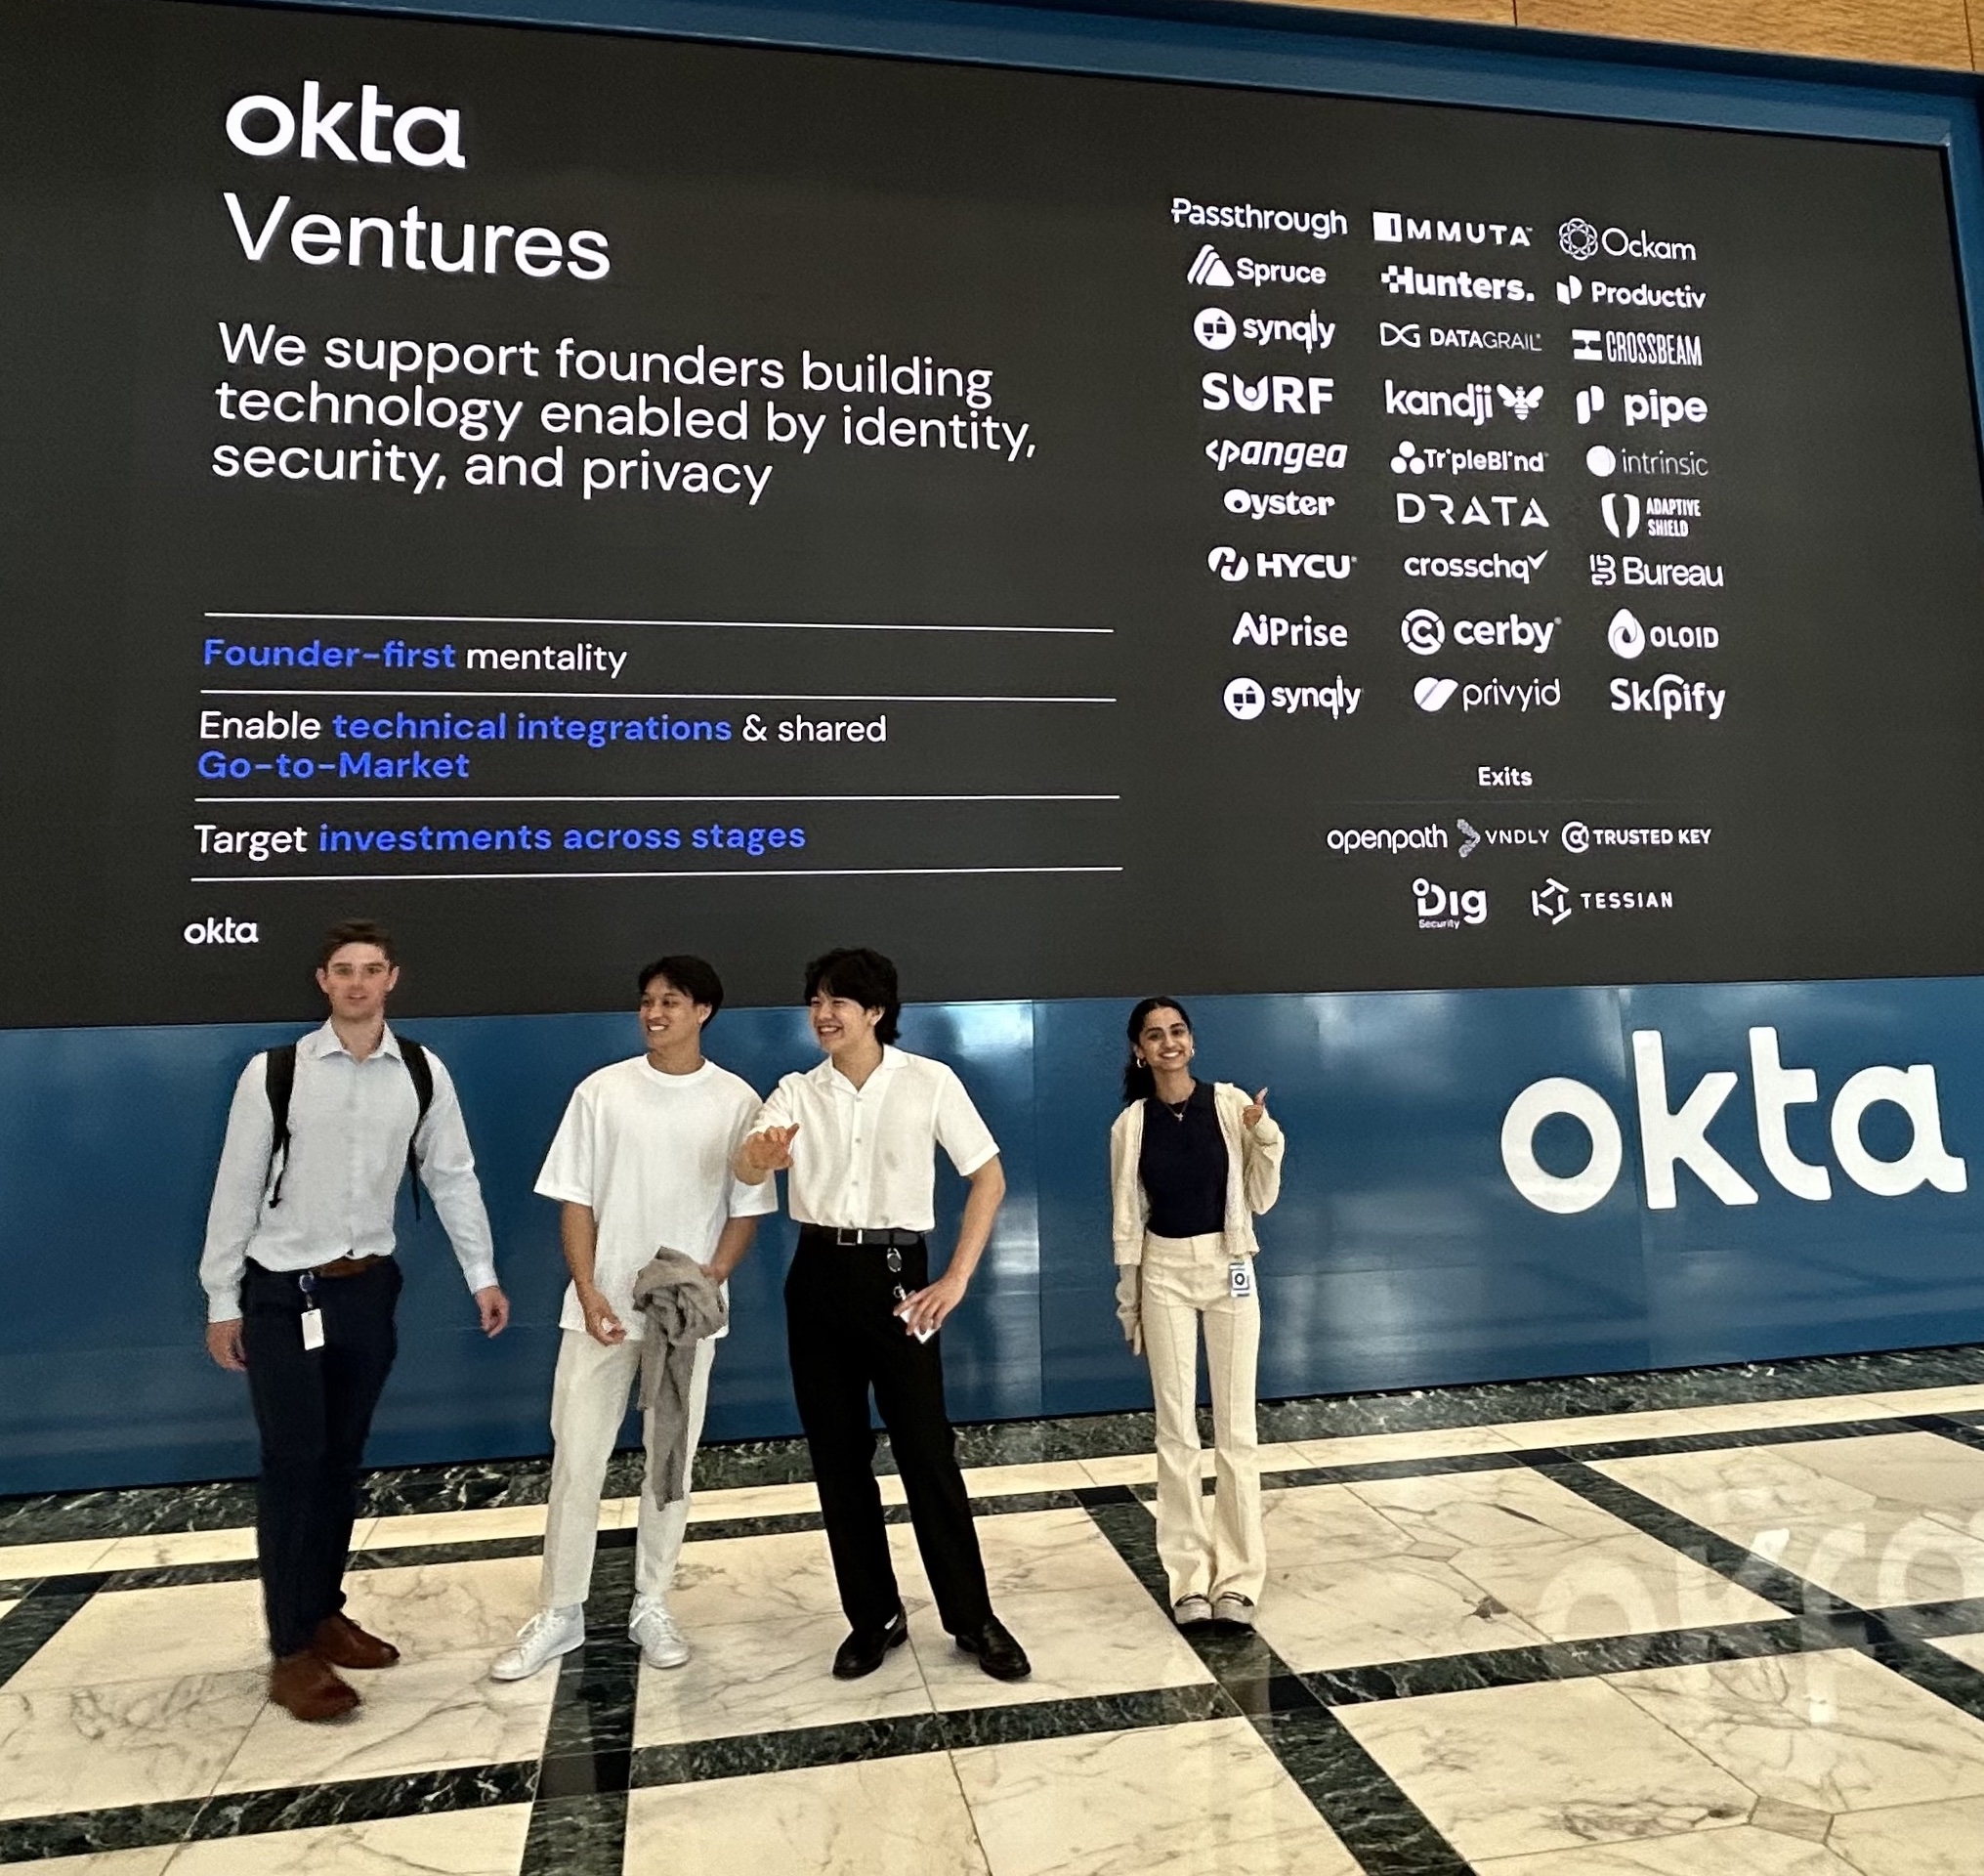 okta
Ventures
We support founders building
technology enabled by identity,
security, and privacy
Founder-first mentality
Enable technical integrations & shared
Go-to-Market
Target investments across stages
okta
Passthrough IMMUTA Ockam
Spruce Hunters. Productiv
synqly DATAGRAIL CROSSBEAM
SURF kandji pipe
pangea TripleBlind intrinsic
Oyster DRATA ADAPTIVE
SHIELD
HYCU crosschq Bureau
AiPrise cerby OLOID
synqly privyid Skipify
Exits
openpath VNDLY TRUSTED KEY
Dig
Security
TESSIAN
okta